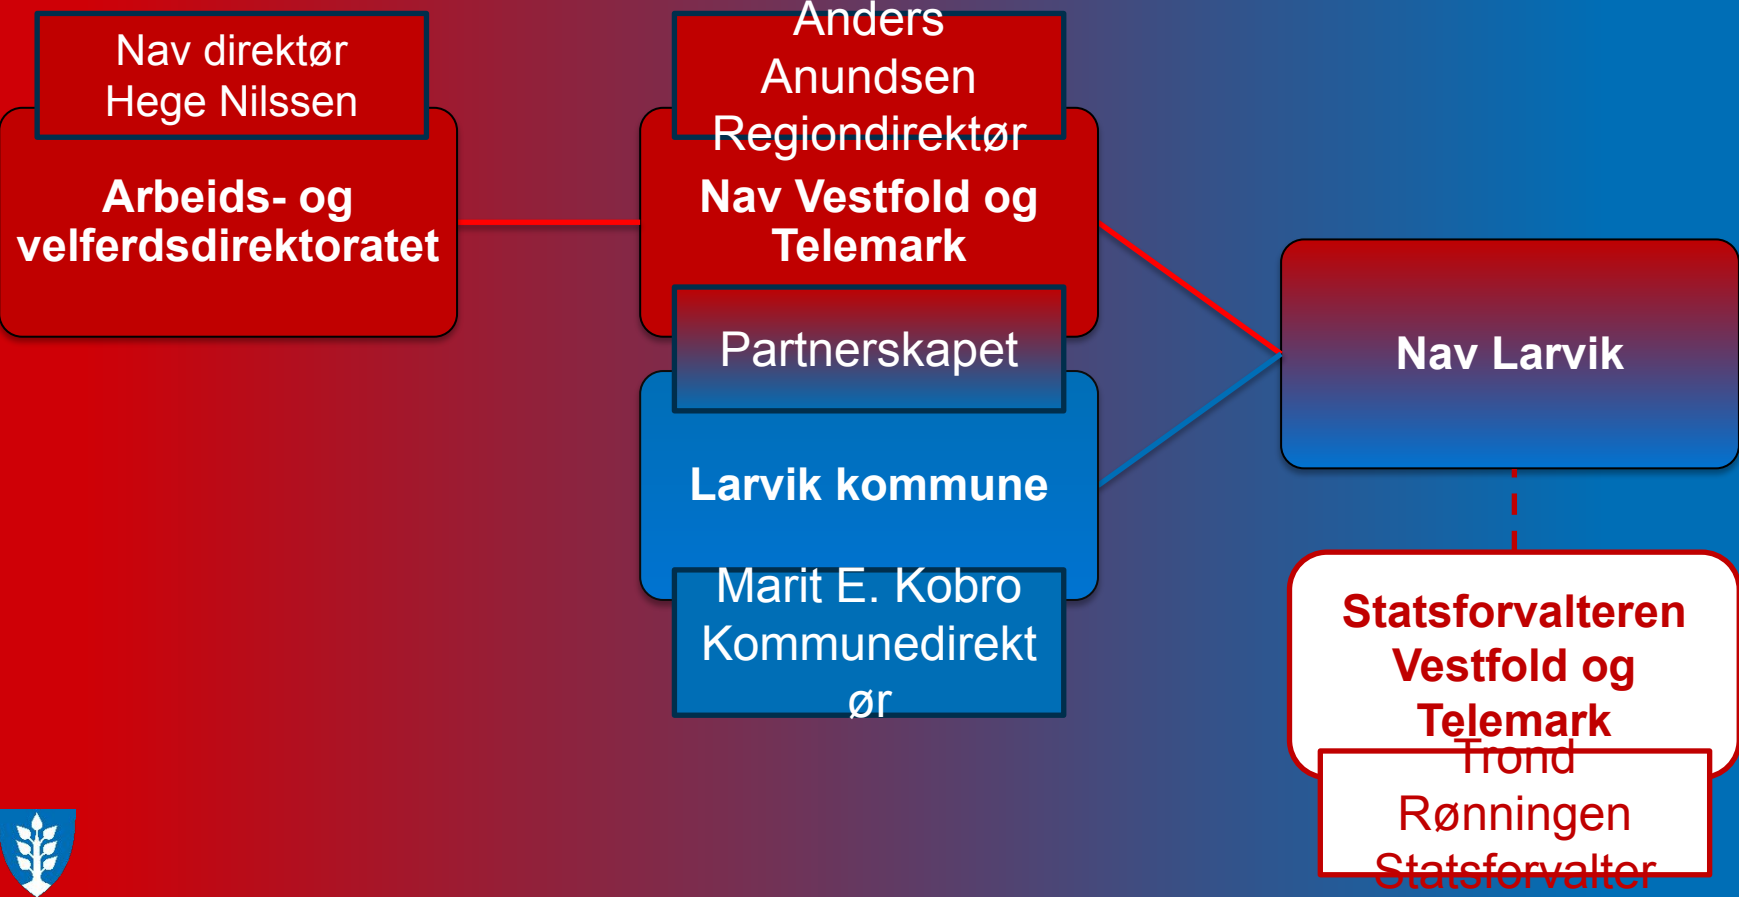 Nav direktør
Hege Nilssen
Arbeids- og
velferdsdirektoratet
Anders
Anundsen
Regiondirektør
Nav Vestfold og
Telemark
Partnerskapet
Larvik kommune
Marit E. Kobro
Kommunedirekt
ør
Nav Larvik
Statsforvalteren
Vestfold og
Telemark
Trond
Rønningen
Statsforvalter